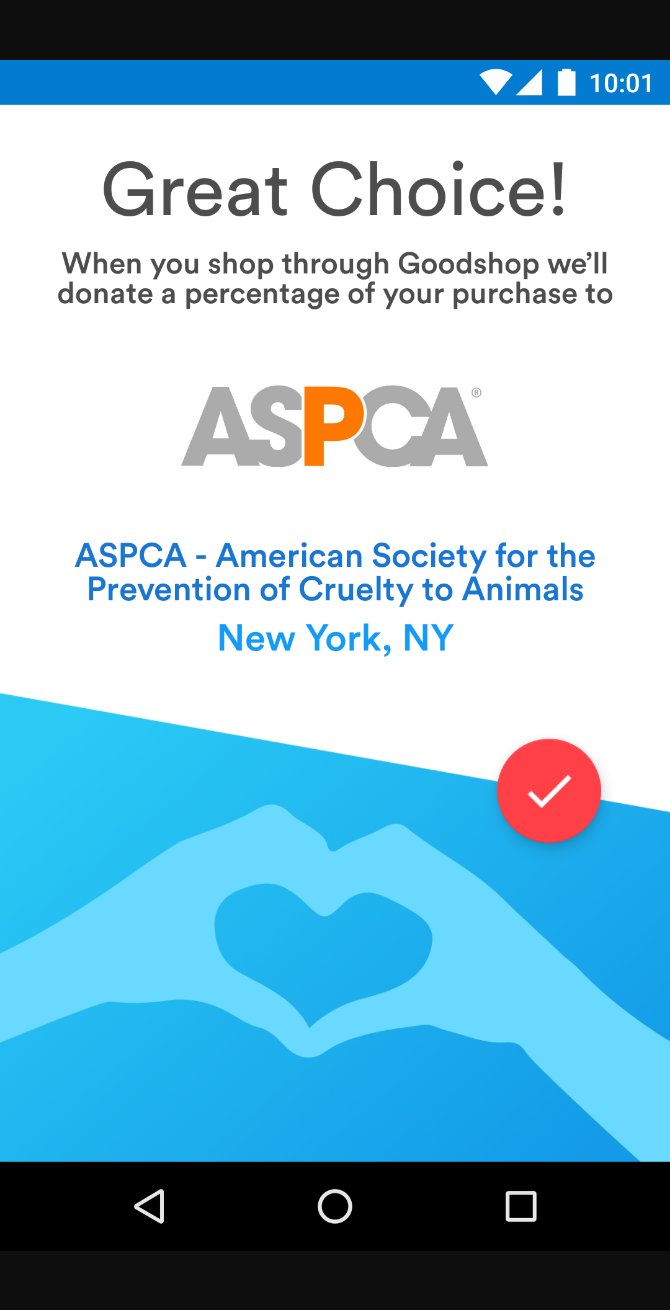 10:01
Great Choice!
When you shop through Goodshop we’ll
donate a percentage of your purchase to
ASPCA®
ASPCA - American Society for the
Prevention of Cruelty to Animals
New York, NY